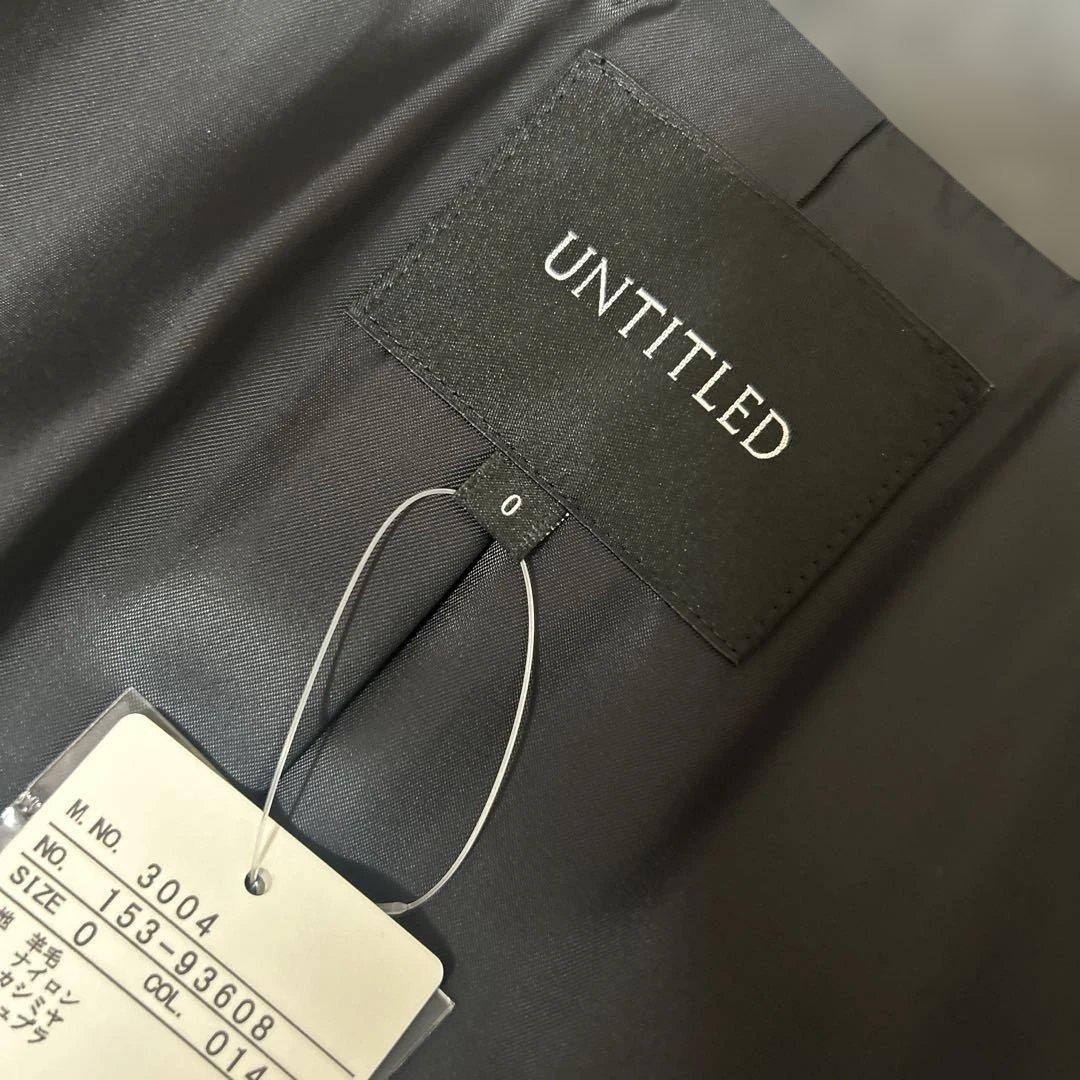 UNTITLED
0
M. NO. 3004
NO. 153-93608
SIZE 0 COL. 014
地 羊毛
ナイロン
カシミヤ
ュプラ